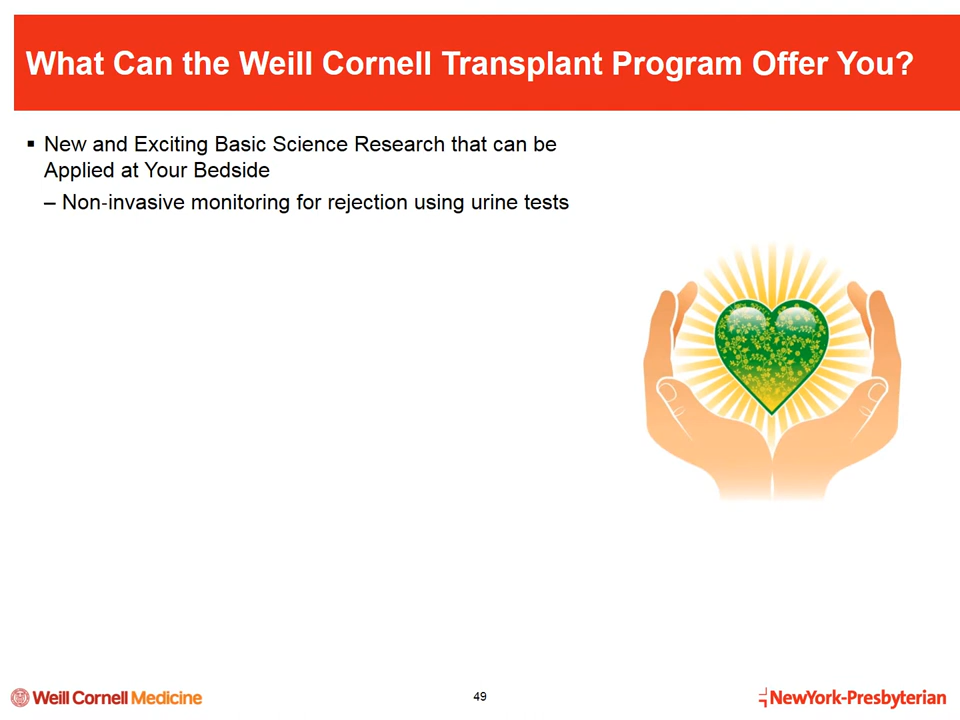 What Can the Weill Cornell Transplant Program Offer You?
▪ New and Exciting Basic Science Research that can be
Applied at Your Bedside
– Non-invasive monitoring for rejection using urine tests
Weill Cornell Medicine
49
NewYork-Presbyterian